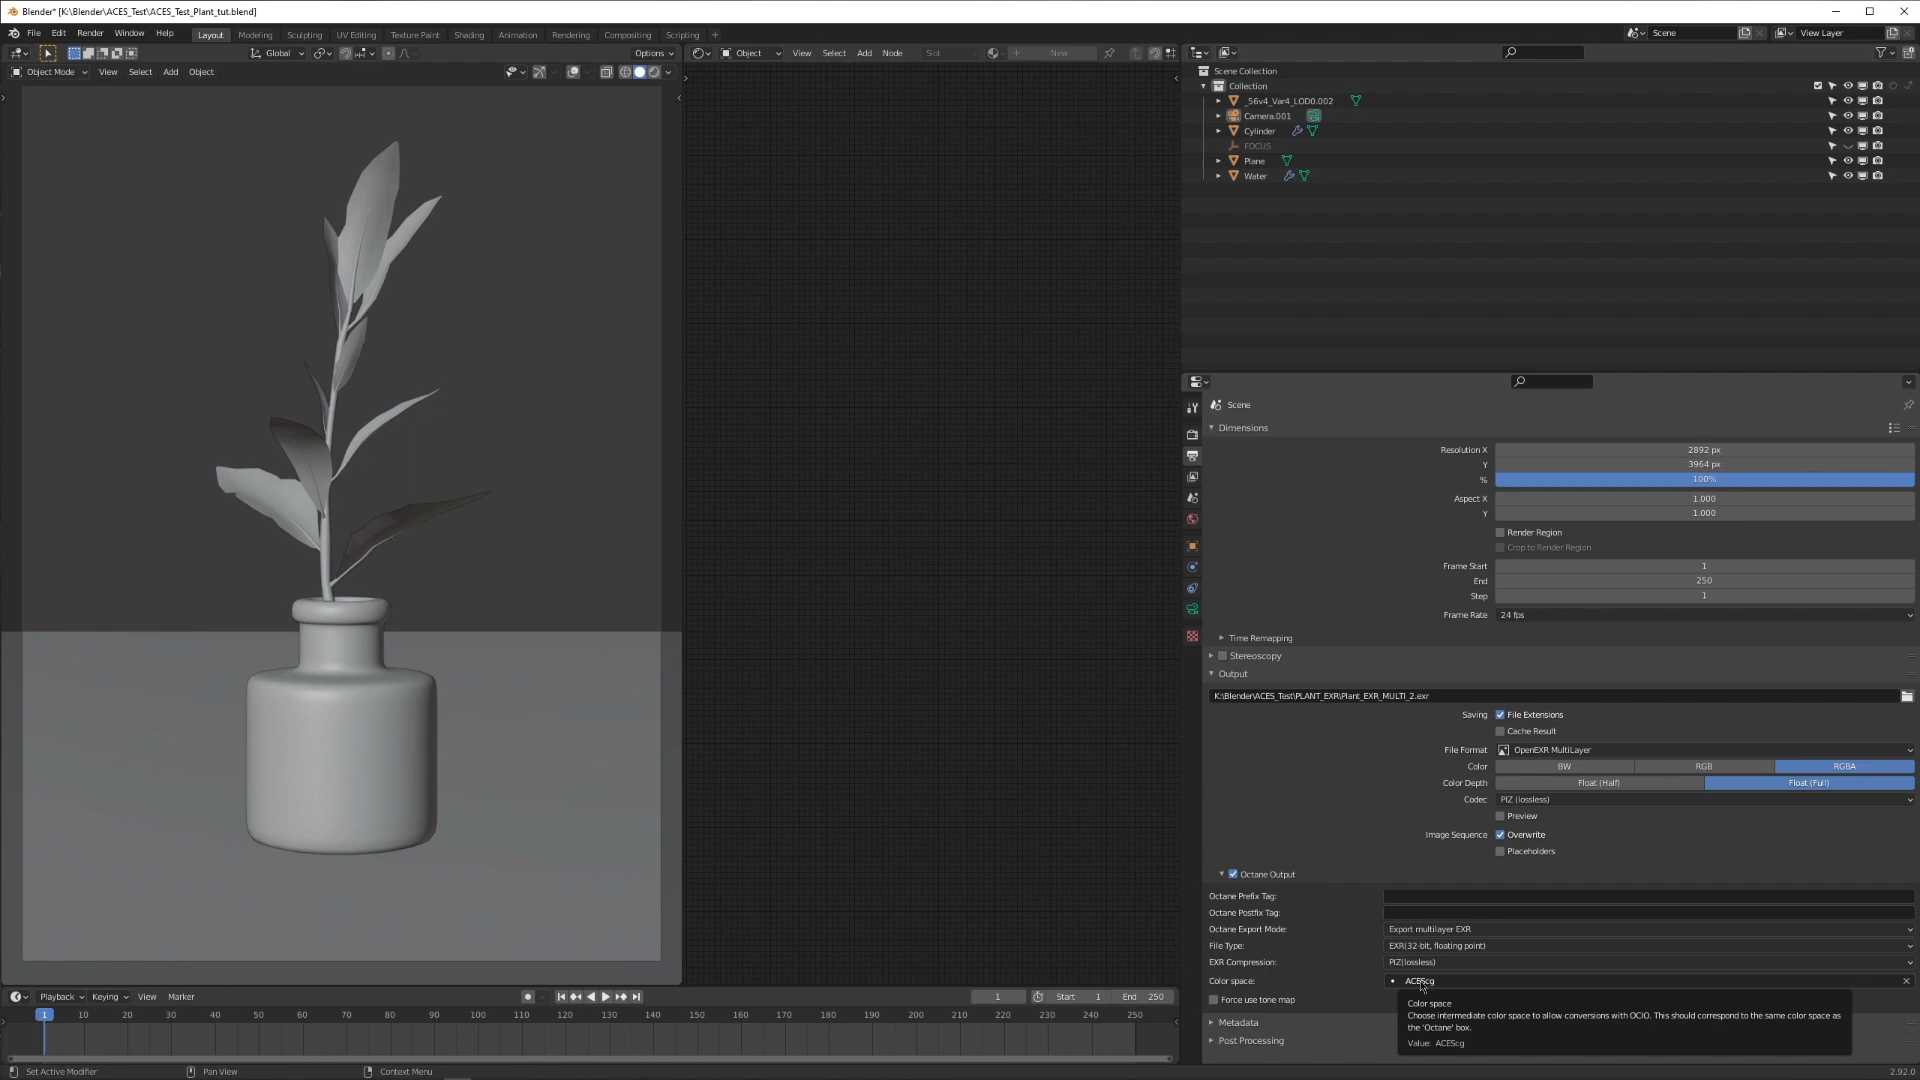 Blender* [K:\Blender\ACES_Test\ACES_Test_Plant_tut.blend]
File Edit Render Window Help Layout Modeling Sculpting UV Editing Texture Paint Shading Animation Rendering Compositing Scripting + Scene View Layer
Global Options Object View Select Add Node Slot New
Object Mode View Select Add Object
Scene Collection
Collection
_56v4_Var4_LOD0.002
Camera.001
Cylinder
FOCUS
Plane
Water
Scene
Dimensions
Resolution X 2892 px
Y 3964 px
% 100%
Aspect X 1.000
Y 1.000
Render Region
Crop to Render Region
Frame Start 1
End 250
Step 1
Frame Rate 24 fps
Time Remapping
Stereoscopy
Output
K:\Blender\ACES_Test\PLANT_EXR\Plant_EXR_MULTI_2.exr
Saving File Extensions
Cache Result
File Format OpenEXR MultiLayer
Color BW RGB RGBA
Color Depth Float (Half) Float (Full)
Codec PIZ (lossless)
Preview
Image Sequence Overwrite
Placeholders
Octane Output
Octane Prefix Tag:
Octane Postfix Tag:
Octane Export Mode: Export multilayer EXR
File Type: EXR(32-bit, floating point)
EXR Compression: PIZ(lossless)
Color space: ACEScg
Force use tone map
Color space
Choose intermediate color space to allow conversions with OCIO. This should correspond to the same color space as
the 'Octane' box.
Value: ACEScg
Metadata
Post Processing
Playback Keying View Marker 1 Start 1 End 250
1 10 20 30 40 50 60 70 80 90 100 110 120 130 140 150 160 170 180 190 200 210 220 230 240 250
Set Active Modifier Pan View Context Menu 2.92.0